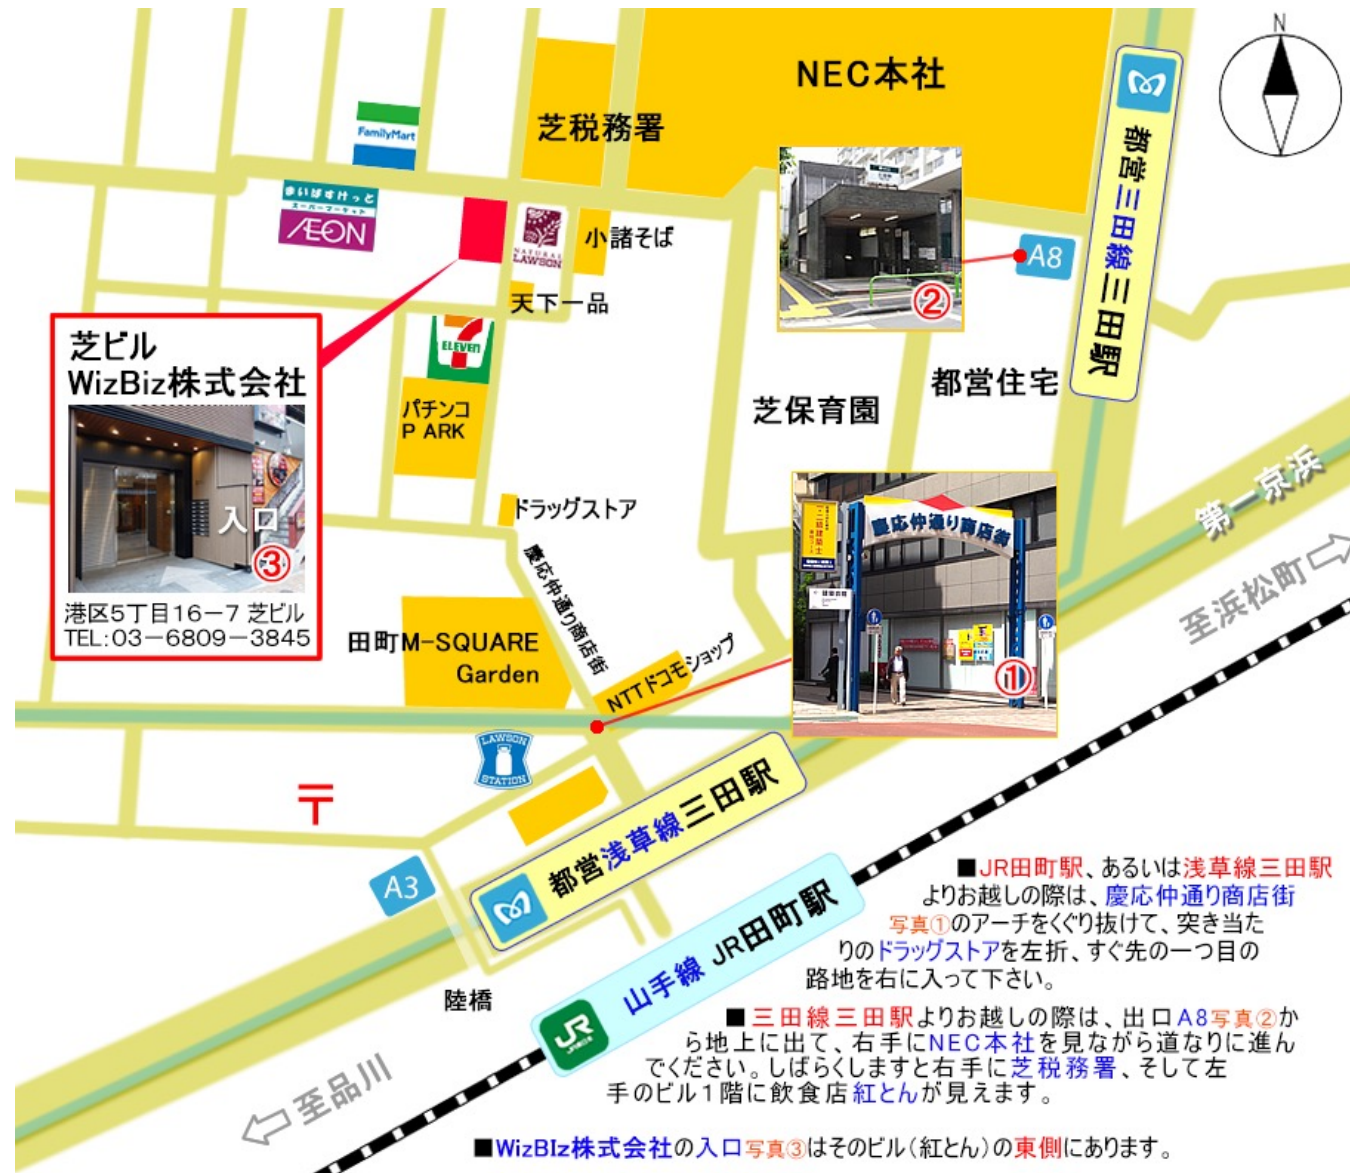 N
NEC本社
芝税務署
FamilyMart
都営三田線三田駅
まいばすけっと
スーパーマーケット
ÆON
NATURAL
LAWSON
小諸そば
A8
②
天下一品
芝ビル
WizBiz株式会社
7
ELEVEN
都営住宅
芝保育園
パチンコ
P ARK
入口
③
港区5丁目16－7 芝ビル
TEL:03－6809－3845
ドラッグストア
慶応仲通り商店街
慶応仲通り商店街
①
第一京浜
至浜松町
田町M-SQUARE
Garden
NTTドコモショップ
LAWSON
STATION
〒
都営浅草線三田駅
A3
山手線 JR田町駅
JR
陸橋
至品川
■JR田町駅、あるいは浅草線三田駅
よりお越しの際は、慶応仲通り商店街
写真①のアーチをくぐり抜けて、突き当た
りのドラッグストアを左折、すぐ先の一つ目の
路地を右に入って下さい。
■三田線三田駅よりお越しの際は、出口A8写真②か
ら地上に出て、右手にNEC本社を見ながら道なりに進ん
でください。しばらくしますと右手に芝税務署、そして左
手のビル１階に飲食店紅とんが見えます。
■WizBIz株式会社の入口写真③はそのビル（紅とん）の東側にあります。